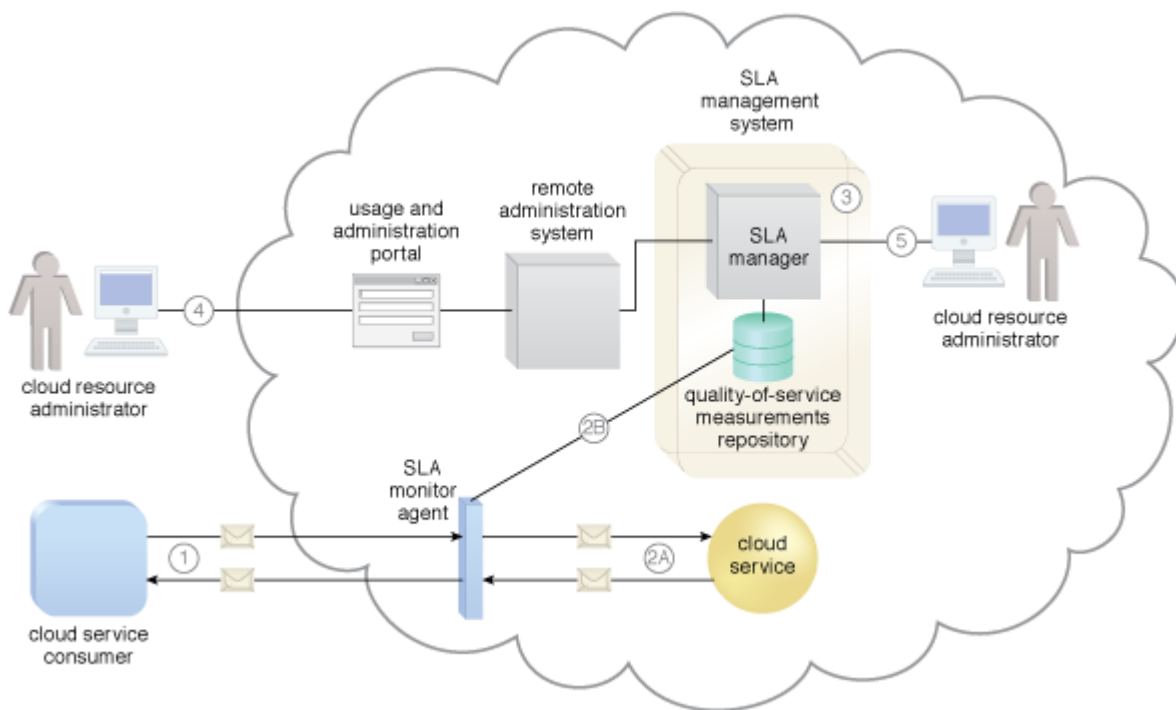 SLA
management
system
3
SLA
manager
remote
administration
system
usage and
administration
portal
4
5
cloud resource
administrator
cloud resource
administrator
quality-of-service
measurements
repository
2B
SLA
monitor
agent
1
2A
cloud
service
cloud service
consumer